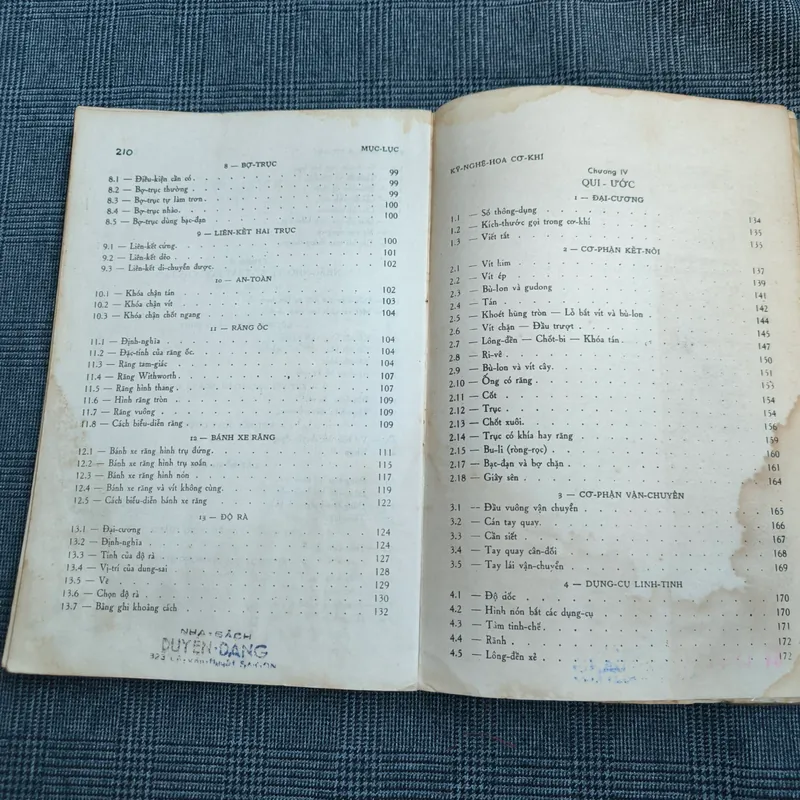 210 MỤC-LỤC
8 — BỢ-TRỤC
8.1 — Điều-kiện cần có. 99
8.2 — Bợ-trục thường 99
8.3 — Bợ-trục tự làm trơn 99
8.4 — Bợ-trục nhào. 100
8.5 — Bợ-trục dùng bạc-đạn 100
9 — LIÊN-KẾT HAI TRỤC
9.1 — Liên-kết cứng. 100
9.2 — Liên-kết dẻo. 101
9.3 — Liên-kết di-chuyển được. 102
10 — AN-TOÀN
10.1 — Khóa chận tán 102
10.2 — Khóa chận vít 103
10.3 — Khóa chận chốt ngang 104
11 — RĂNG ỐC
11.1 — Định-nghĩa 104
11.2 — Đặc-tính của răng ốc. 104
11.3 — Răng tam-giác 104
11.4 — Răng Withworth 107
11.5 — Răng hình thang. 107
11.6 — Hình răng tròn 109
11.7 — Răng vuông 109
11.8 — Cách biểu-diễn răng ốc 109
12 — BÁNH XE RĂNG
12.1 — Bánh xe răng hình trụ đứng. 111
12.2 — Bánh xe răng hình trụ xoắn. 115
12.3 — Bánh xe răng hình nón 117
12.4 — Bánh xe răng và vít không cùng. 119
12.5 — Cách biểu-diễn bánh xe răng 122
13 — ĐỘ RÀ
13.1 — Đại-cương 124
13.2 — Định-nghĩa 124
13.3 — Tính của độ rà 127
13.4 — Vị-trí của dung-sai 128
13.5 — Vẽ 129
13.6 — Chọn độ rà 130
13.7 — Bảng ghi khoảng cách 132
NHÀ-SÁCH
DUYÊN-DÁNG
SAIGON
KỸ-NGHỆ-HỌA CƠ-KHÍ
Chương IV
QUI-ƯỚC
1 — ĐẠI-CƯƠNG
1.1 — Số thông-dụng 134
1.2 — Kích-thước gọi trong cơ-khí 135
1.3 — Viết tắt 135
2 — CƠ-PHẬN KẾT-NỐI
2.1 — Vít him 137
2.2 — Vít ép 139
2.3 — Bù-lon và gudong 141
2.4 — Tán 142
2.5 — Khoét hùng tròn — Lỗ bắt vít và bù-lon 144
2.6 — Vít chặn — Đầu trượt 145
2.7 — Lông-đền — Chốt-bi — Khóa tán 147
2.8 — Ri-vê 150
2.9 — Bù-lon và vít cây. 151
2.10 — Ống có răng 153
2.11 — Cốt 154
2.12 — Trục 154
2.13 — Chốt xuôi. 156
2.14 — Trục có khía hay răng 159
2.15 — Bu-li (ròng-rọc) 160
2.17 — Bạc-đạn và bợ chặn 161
2.18 — Giây sên 164
3 — CƠ-PHẬN VẬN-CHUYỂN
3.1 — Đầu vuông vận chuyển 165
3.2 — Cán tay quay 166
3.3 — Cần siết 167
3.4 — Tay quay cân-đối 168
3.5 — Tay lái vận-chuyển 169
4 — DỤNG-CỤ LINH-TINH
4.1 — Độ dốc 170
4.2 — Hình nón bắt các dụng-cụ 170
4.3 — Tâm tinh-chế 171
4.4 — Rãnh 172
4.5 — Lông-đền xẻ 172